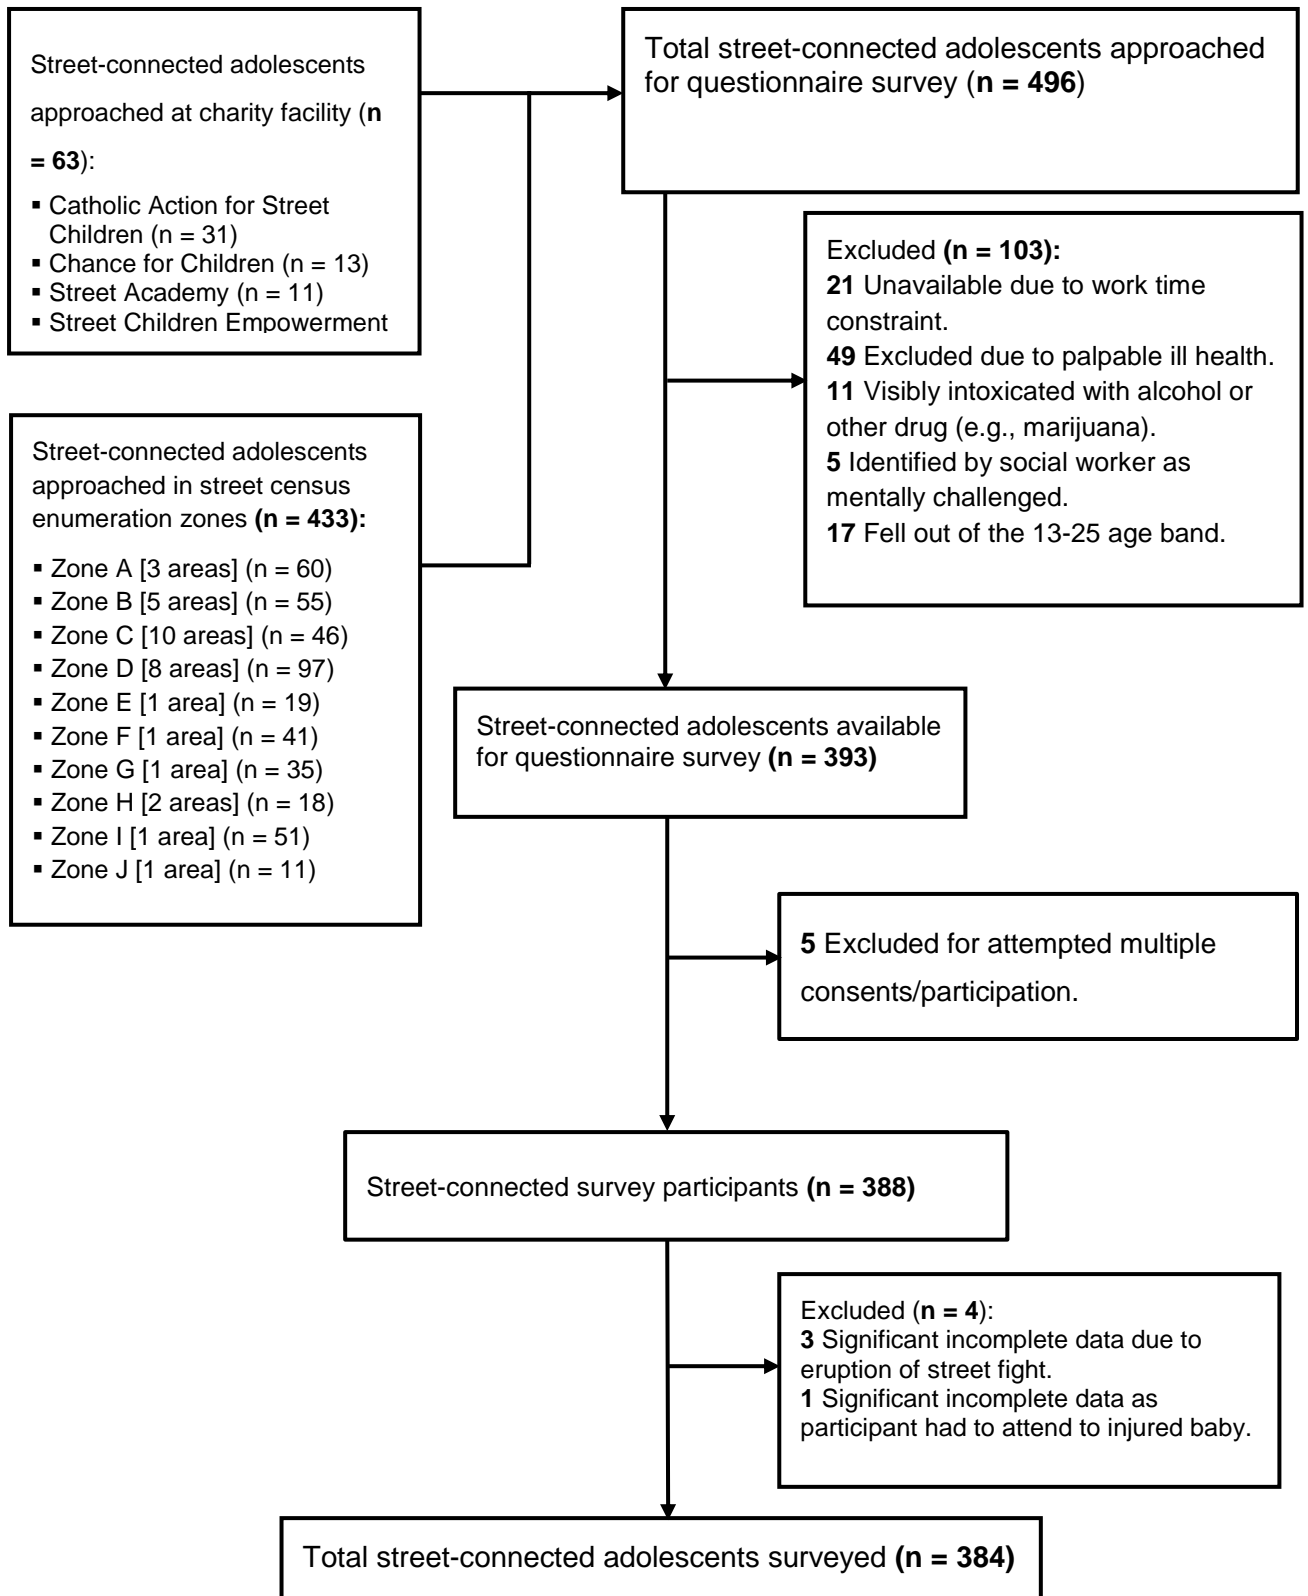 Street-connected adolescents
approached at charity facility (n
= 63):
▪ Catholic Action for Street
Children (n = 31)
▪ Chance for Children (n = 13)
▪ Street Academy (n = 11)
▪ Street Children Empowerment
Total street-connected adolescents approached
for questionnaire survey (n = 496)
Excluded (n = 103):
21 Unavailable due to work time
constraint.
49 Excluded due to palpable ill health.
11 Visibly intoxicated with alcohol or
other drug (e.g., marijuana).
5 Identified by social worker as
mentally challenged.
17 Fell out of the 13-25 age band.
Street-connected adolescents
approached in street census
enumeration zones (n = 433):
▪ Zone A [3 areas] (n = 60)
▪ Zone B [5 areas] (n = 55)
▪ Zone C [10 areas] (n = 46)
▪ Zone D [8 areas] (n = 97)
▪ Zone E [1 area] (n = 19)
▪ Zone F [1 area] (n = 41)
▪ Zone G [1 area] (n = 35)
▪ Zone H [2 areas] (n = 18)
▪ Zone I [1 area] (n = 51)
▪ Zone J [1 area] (n = 11)
Street-connected adolescents available
for questionnaire survey (n = 393)
5 Excluded for attempted multiple
consents/participation.
Street-connected survey participants (n = 388)
Excluded (n = 4):
3 Significant incomplete data due to
eruption of street fight.
1 Significant incomplete data as
participant had to attend to injured baby.
Total street-connected adolescents surveyed (n = 384)